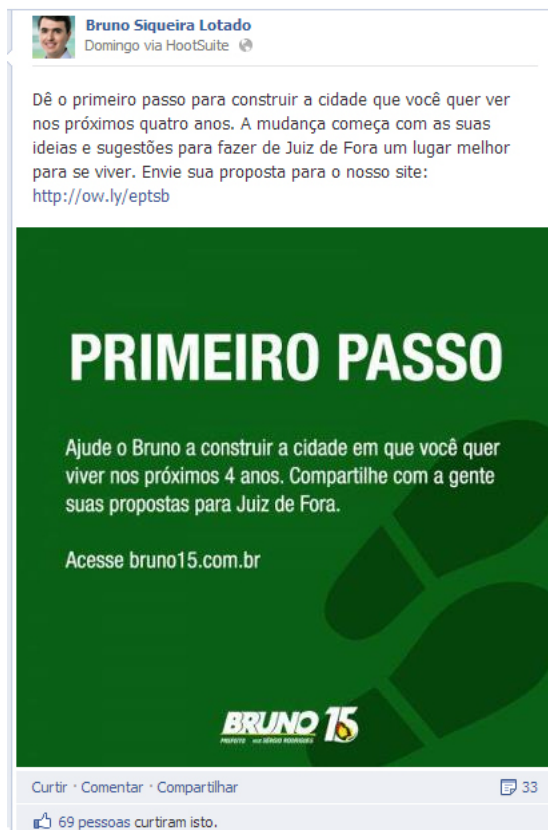 Bruno Siqueira Lotado
Domingo via HootSuite
Dê o primeiro passo para construir a cidade que você quer ver
nos próximos quatro anos. A mudança começa com as suas
ideias e sugestões para fazer de Juiz de Fora um lugar melhor
para se viver. Envie sua proposta para o nosso site:
http://ow.ly/eptsb
PRIMEIRO PASSO
Ajude o Bruno a construir a cidade em que você quer
viver nos próximos 4 anos. Compartilhe com a gente
suas propostas para Juiz de Fora.
Acesse bruno15.com.br
BRUNO 15
PREFEITO VICE SÉRGIO RODRIGUES
Curtir · Comentar · Compartilhar 33
69 pessoas curtiram isto.